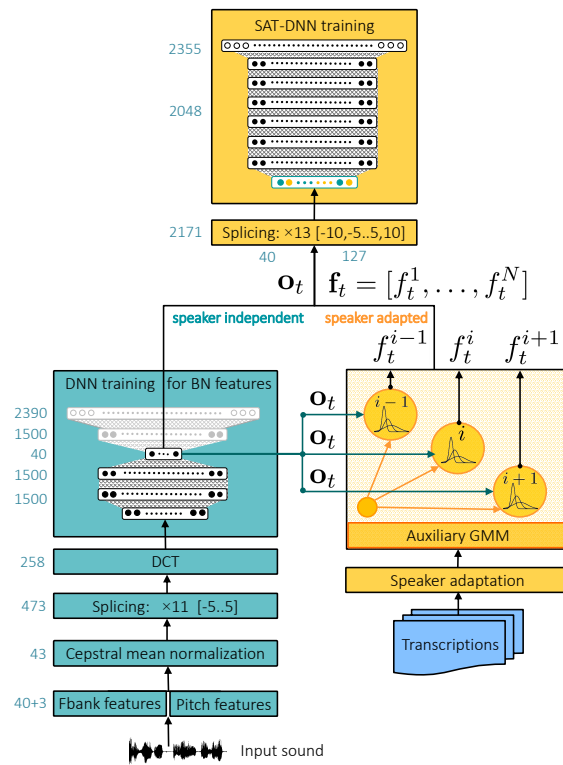 SAT-DNN training
2355
2048
2171
Splicing: ×13 [-10,-5..5,10]
40
127
o_t
f_t = [f_t^1, . . . , f_t^N]
speaker independent
speaker adapted
f_t^{i−1}
f_t^i
f_t^{i+1}
DNN training for BN features
2390
1500
40
1500
1500
o_t
o_t
o_t
i − 1
i
i + 1
Auxiliary GMM
258
DCT
Speaker adaptation
473
Splicing: ×11 [-5..5]
Transcriptions
43
Cepstral mean normalization
40+3
Fbank features
Pitch features
Input sound